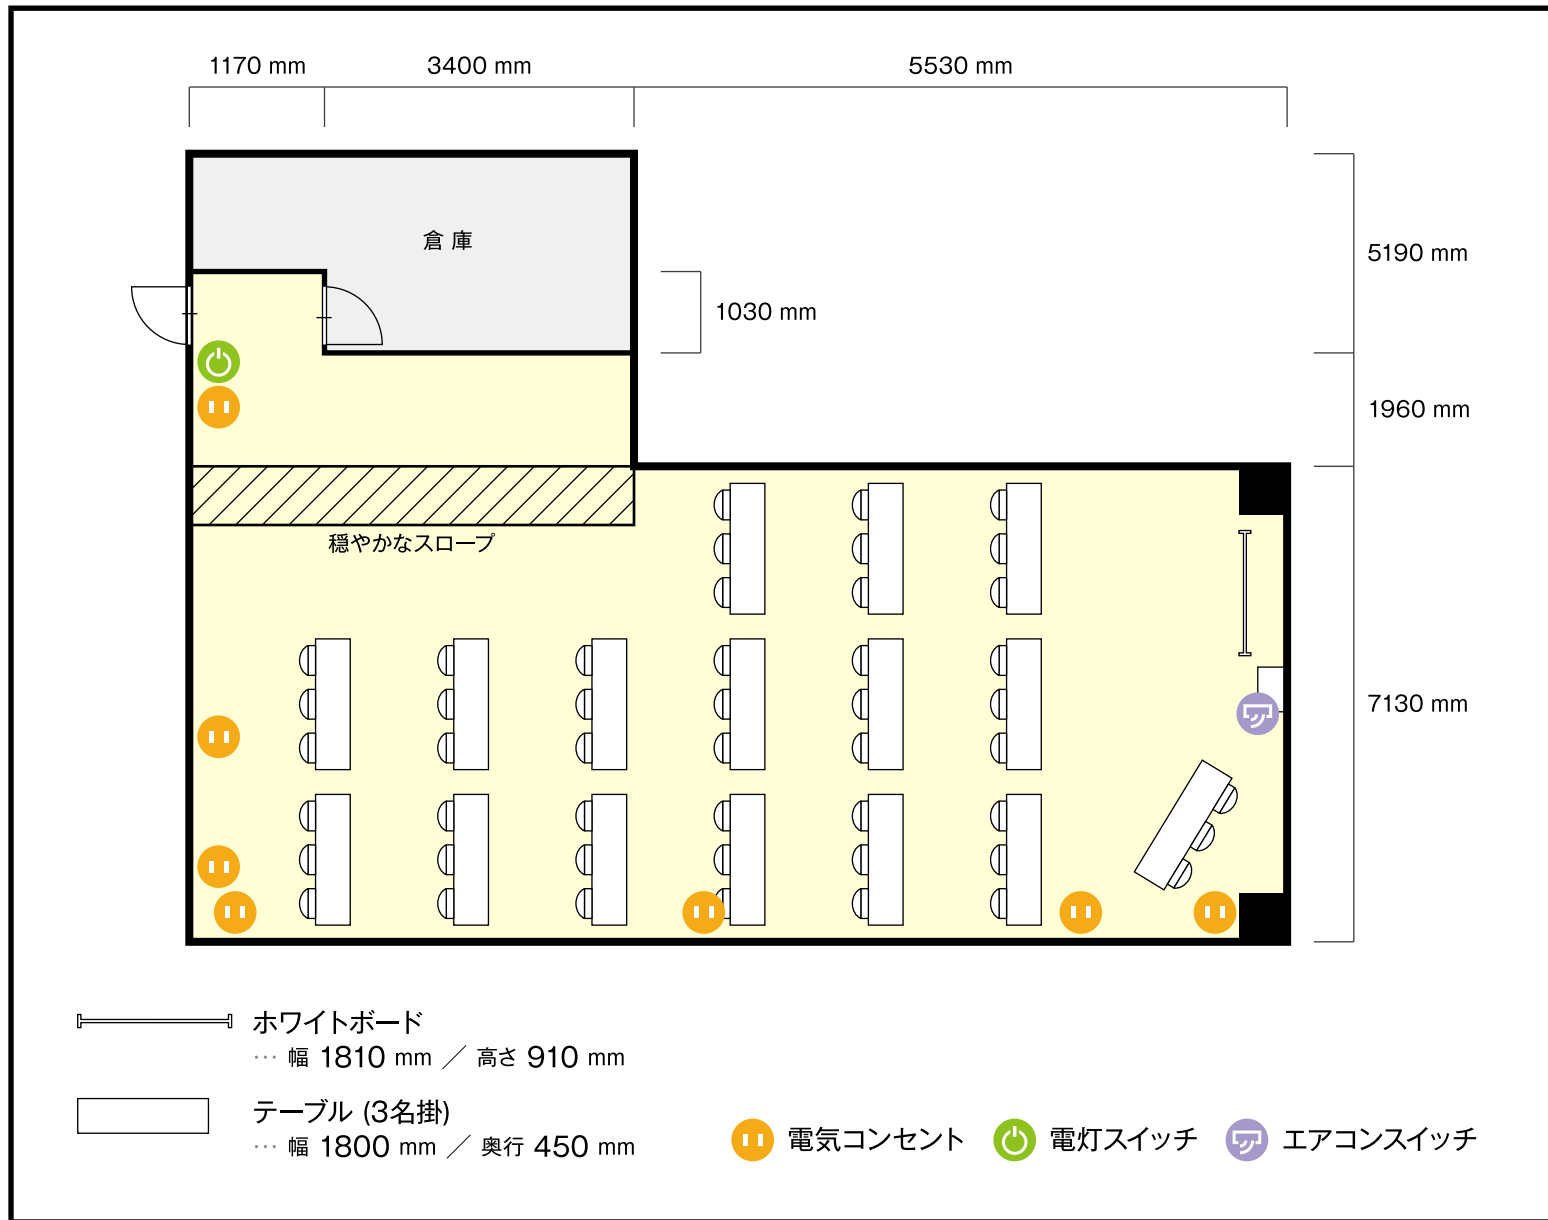 1170 mm
3400 mm
5530 mm
倉庫
5190 mm
1030 mm
1960 mm
穏やかなスロープ
7130 mm
ホワイトボード
… 幅 1810 mm ／ 高さ 910 mm
テーブル (3名掛)
… 幅 1800 mm ／ 奥行 450 mm
電気コンセント
電灯スイッチ
エアコンスイッチ